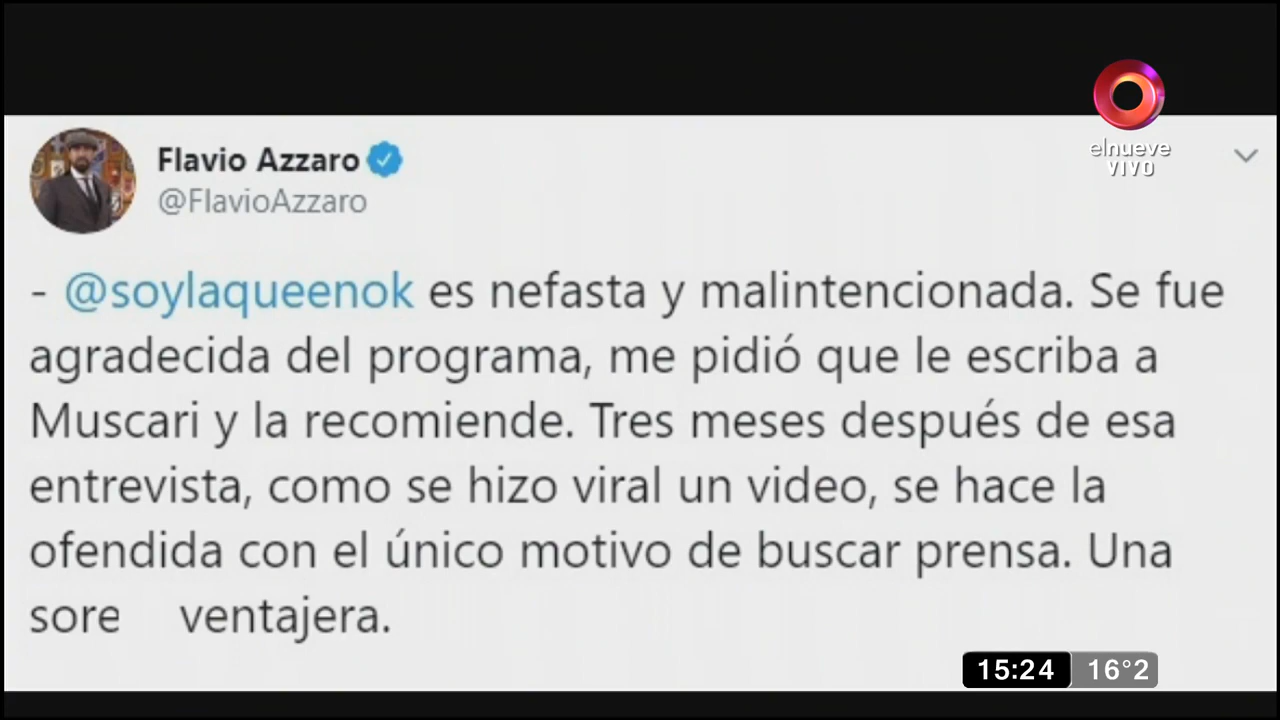 elnueve
VIVO
Flavio Azzaro
@FlavioAzzaro
- @soylaqueenok es nefasta y malintencionada. Se fue
agradecida del programa, me pidió que le escriba a
Muscari y la recomiende. Tres meses después de esa
entrevista, como se hizo viral un video, se hace la
ofendida con el único motivo de buscar prensa. Una
sore ventajera.
15:24 16°2